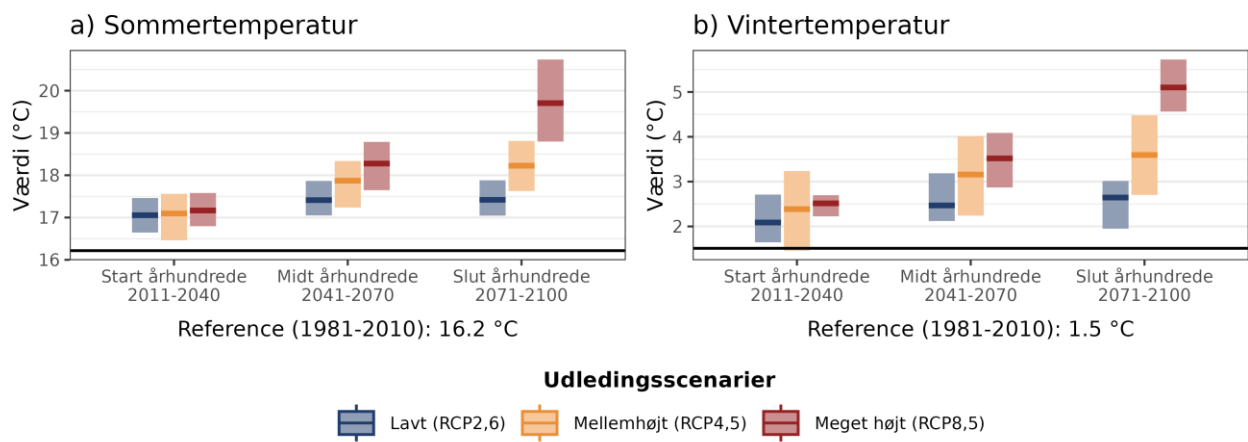 a) Sommertemperatur
Værdi (°C)
20
19
18
17
16
Start århundrede
2011-2040
Midt århundrede
2041-2070
Slut århundrede
2071-2100
Reference (1981-2010): 16.2 °C
b) Vintertemperatur
Værdi (°C)
5
4
3
2
Start århundrede
2011-2040
Midt århundrede
2041-2070
Slut århundrede
2071-2100
Reference (1981-2010): 1.5 °C
Udledingsscenarier
Lavt (RCP2,6)
Mellemhøjt (RCP4,5)
Meget højt (RCP8,5)